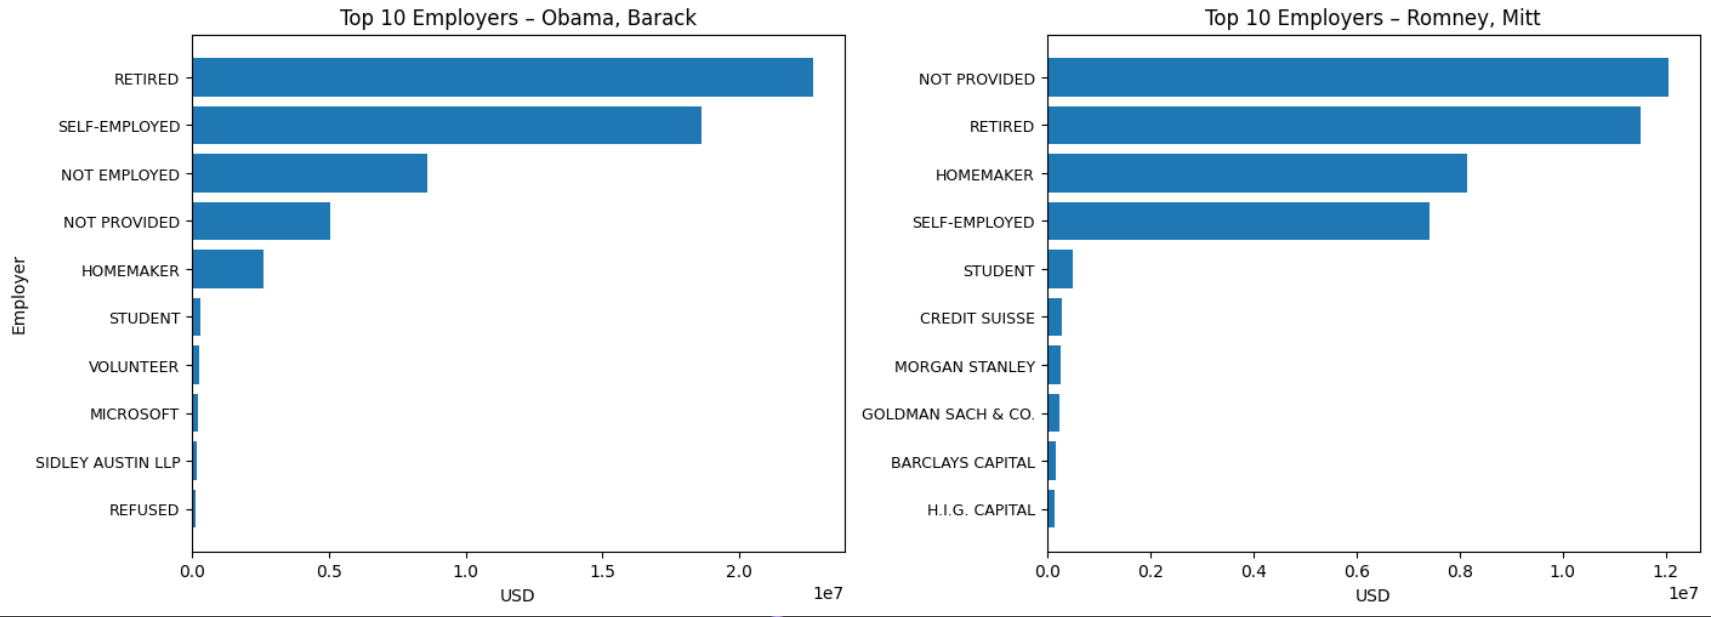 Top 10 Employers – Obama, Barack
Employer
RETIRED
SELF-EMPLOYED
NOT EMPLOYED
NOT PROVIDED
HOMEMAKER
STUDENT
VOLUNTEER
MICROSOFT
SIDLEY AUSTIN LLP
REFUSED
0.0 0.5 1.0 1.5 2.0
1e7
USD
Top 10 Employers – Romney, Mitt
NOT PROVIDED
RETIRED
HOMEMAKER
SELF-EMPLOYED
STUDENT
CREDIT SUISSE
MORGAN STANLEY
GOLDMAN SACH & CO.
BARCLAYS CAPITAL
H.I.G. CAPITAL
0.0 0.2 0.4 0.6 0.8 1.0 1.2
1e7
USD